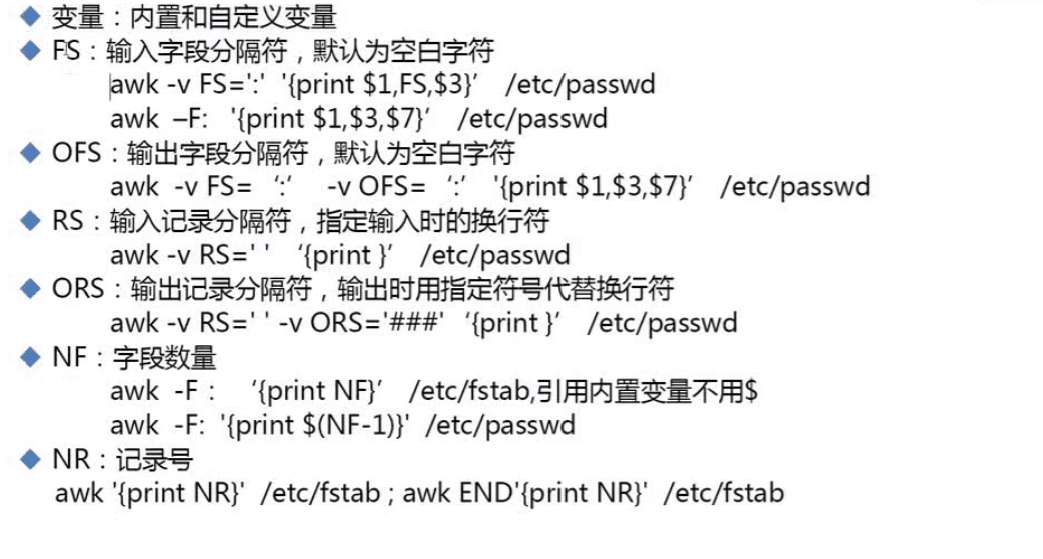 变量：内置和自定义变量
FS：输入字段分隔符，默认为空白字符
awk -v FS=':' '{print $1,FS,$3}’ /etc/passwd
awk –F: '{print $1,$3,$7}’ /etc/passwd
OFS：输出字段分隔符，默认为空白字符
awk -v FS=‘:’ -v OFS=‘:’ '{print $1,$3,$7}’ /etc/passwd
RS：输入记录分隔符，指定输入时的换行符
awk -v RS=' ' ‘{print }’ /etc/passwd
ORS：输出记录分隔符，输出时用指定符号代替换行符
awk -v RS=' ' -v ORS='###' ‘{print }’ /etc/passwd
NF：字段数量
awk -F： ‘{print NF}’ /etc/fstab,引用内置变量不用$
awk -F: '{print $(NF-1)}' /etc/passwd
NR：记录号
awk '{print NR}' /etc/fstab ; awk END'{print NR}' /etc/fstab